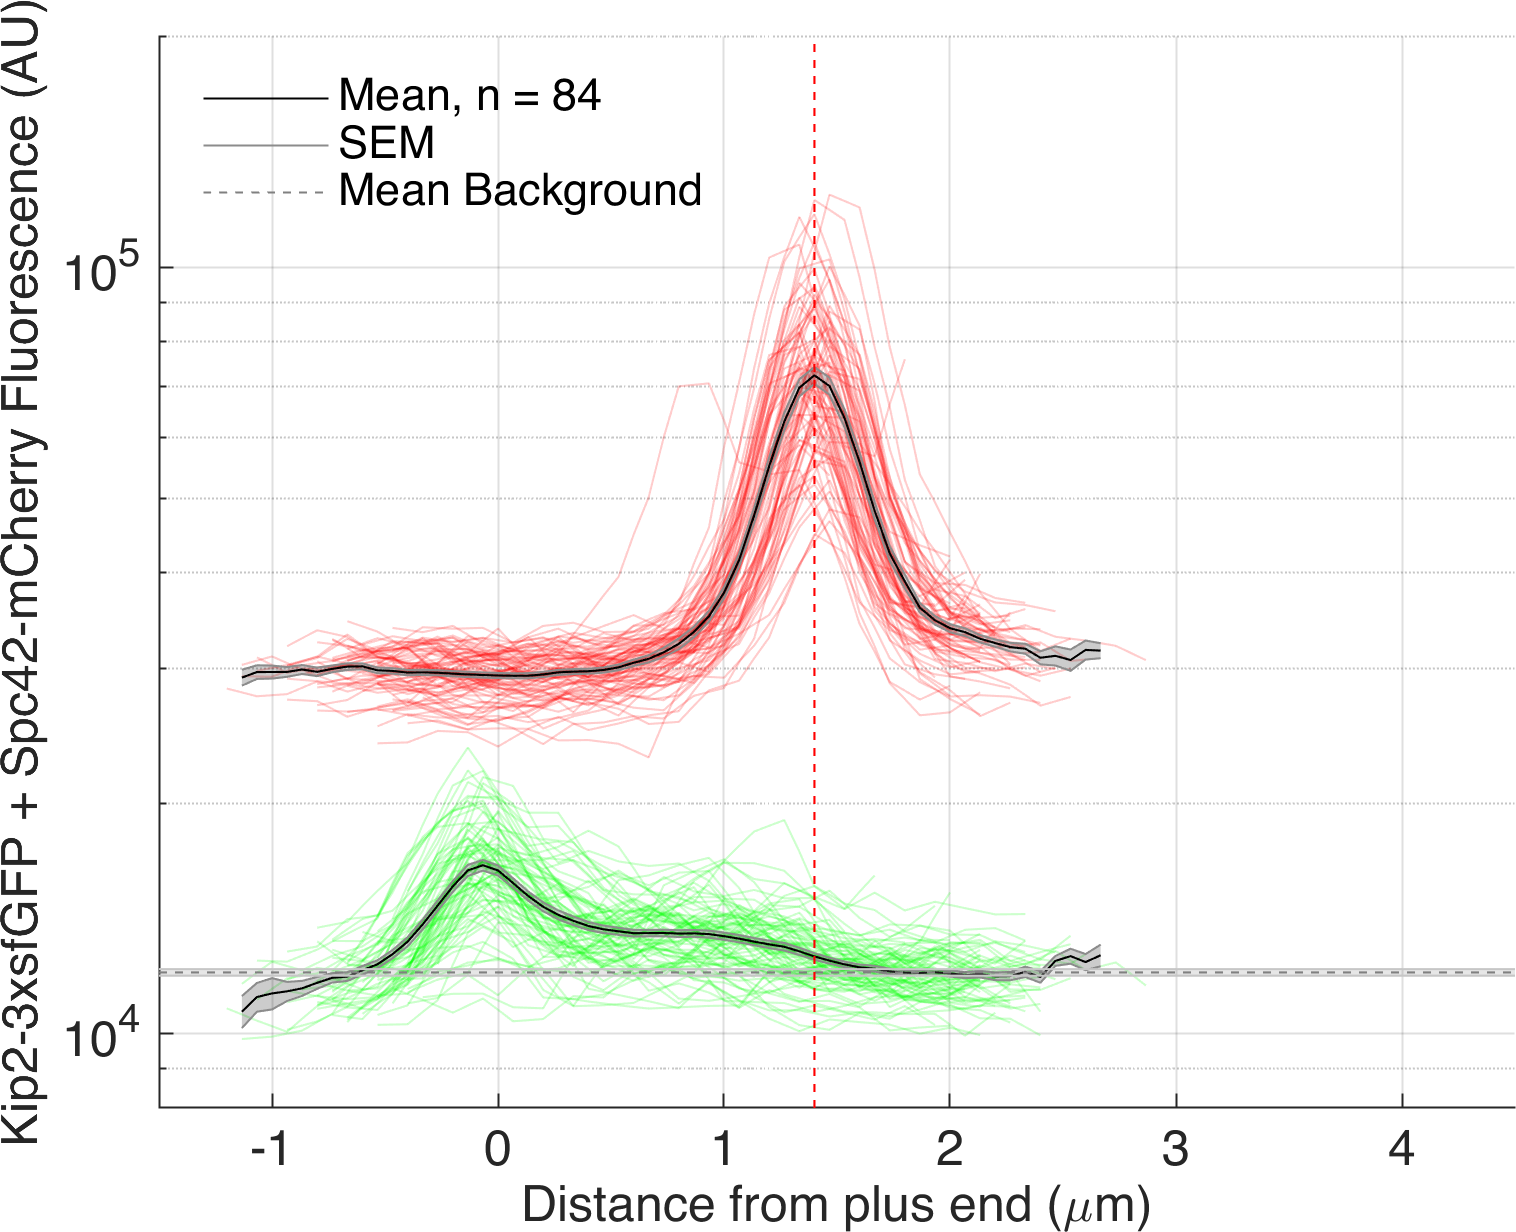 Kip2-3xsfGFP + Spc42-mCherry Fluorescence (AU)
Mean, n = 84
SEM
Mean Background
10^5
10^4
-1 0 1 2 3 4
Distance from plus end (μm)